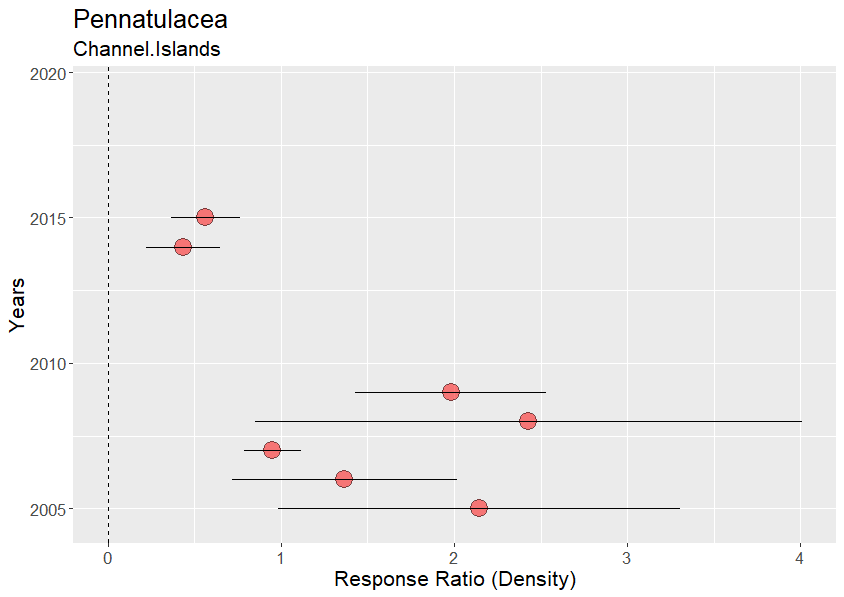 Pennatulacea
Channel.Islands
2020
2015
2010
2005
Years
0 1 2 3 4
Response Ratio (Density)